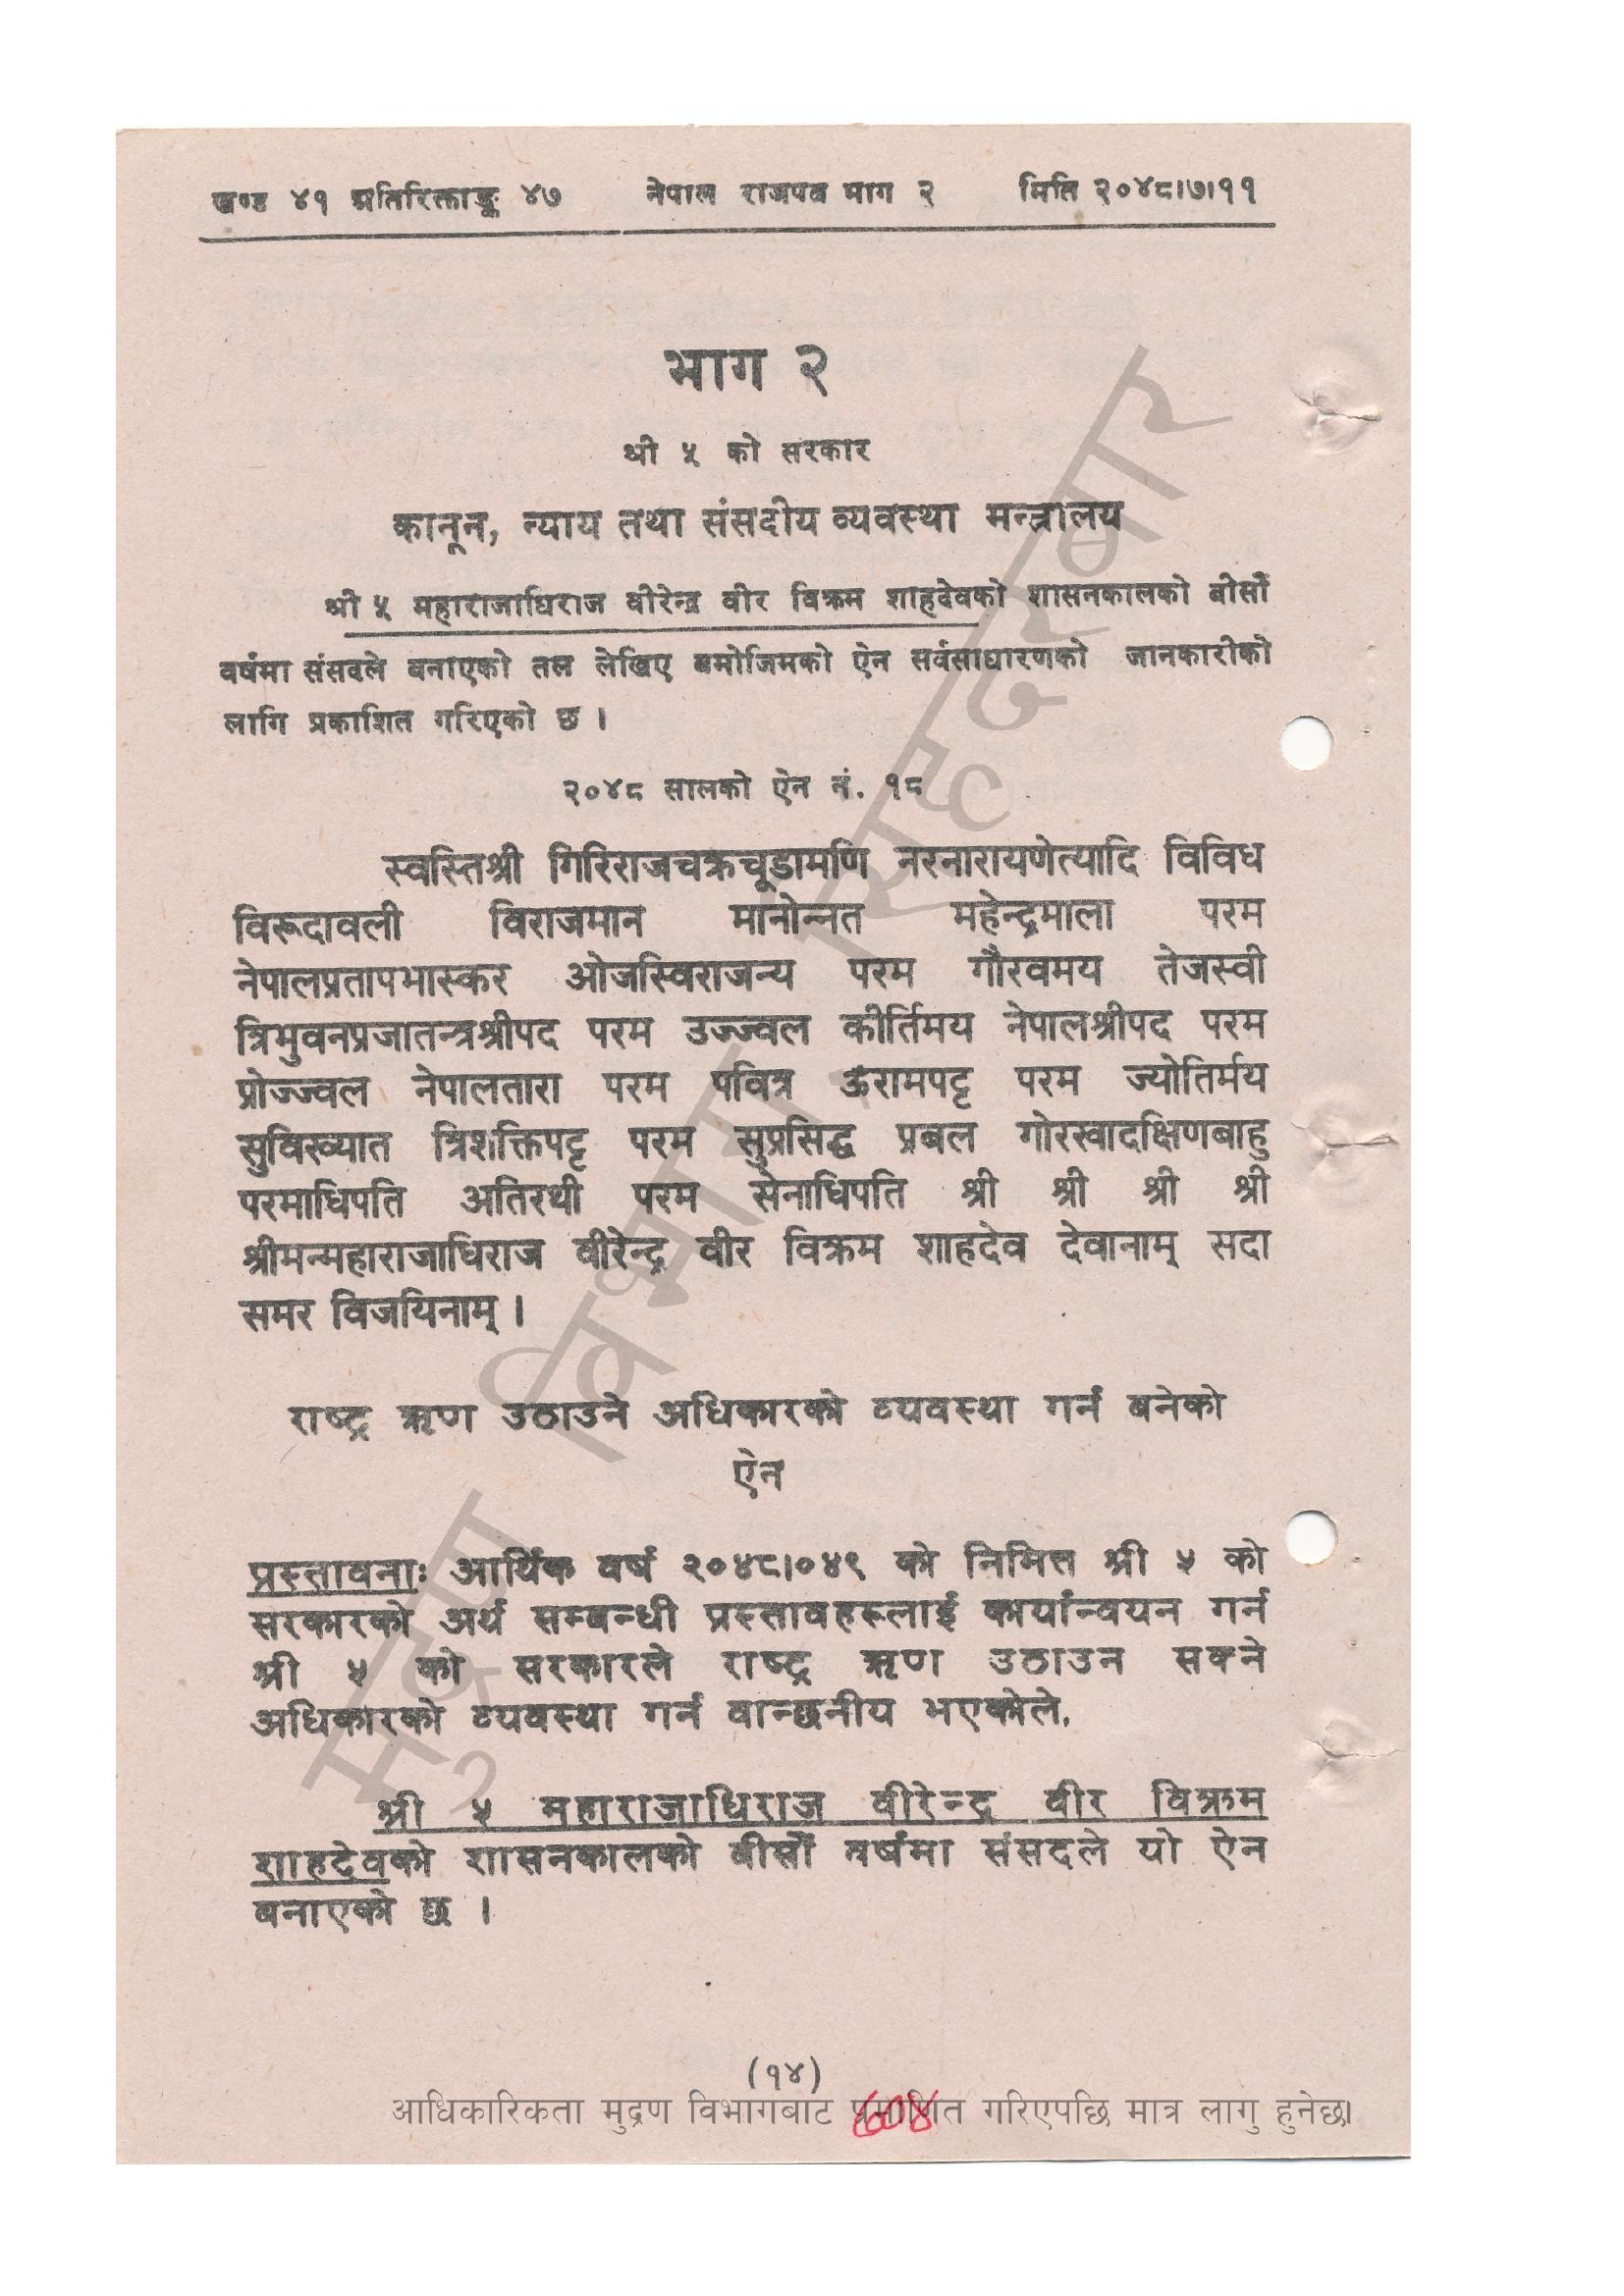 खण्ड ४१ अतिरिक्ताङ्क ४७ नेपाल राजपत्र भाग २ मिति २०४८।७।११
भाग २
श्री ५ को सरकार
कानून, न्याय तथा संसदीय व्यवस्था मन्त्रालय
श्री ५ महाराजाधिराज वीरेन्द्र वीर विक्रम शाहदेवको शासनकालको बीसौं
वर्षमा संसदले बनाएको तल लेखिए बमोजिमको ऐन सर्वसाधारणको जानकारीको
लागि प्रकाशित गरिएको छ ।
२०४८ सालको ऐन नं. १८
स्वस्तिश्री गिरिराजचक्रचूडामणि नरनारायणेत्यादि विविध
विरूदावली विराजमान मानोन्नत महेन्द्रमाला परम
नेपालप्रतापभास्कर ओजस्विराजन्य परम गौरवमय तेजस्वी
त्रिभुवनप्रजातन्त्रश्रीपद परम उज्ज्वल कीर्तिमय नेपालश्रीपद परम
प्रोज्ज्वल नेपालतारा परम पवित्र ऊँरामपट्ट परम ज्योतिर्मय
सुविख्यात त्रिशक्तिपट्ट परम सुप्रसिद्ध प्रबल गोरखादक्षिणबाहु
परमाधिपति अतिरथी परम सेनाधिपति श्री श्री श्री श्री
श्रीमन्महाराजाधिराज वीरेन्द्र वीर विक्रम शाहदेव देवानाम् सदा
समर विजयिनाम् ।
राष्ट्र ऋण उठाउने अधिकारको व्यवस्था गर्न बनेको
ऐन
प्रस्तावनाः आर्थिक वर्ष २०४८।०४९ को निमित्त श्री ५ को
सरकारको अर्थ सम्बन्धी प्रस्तावहरूलाई कार्यान्वयन गर्न
श्री ५ को सरकारले राष्ट्र ऋण उठाउन सक्ने
अधिकारको व्यवस्था गर्न वान्छनीय भएकोले,
श्री ५ महाराजाधिराज वीरेन्द्र वीर विक्रम
शाहदेवको शासनकालको बीसौं वर्षमा संसदले यो ऐन
बनाएको छ ।
(१४)
आधिकारिकता मुद्रण विभागबाट प्रमाणित गरिएपछि मात्र लागु हुनेछ।
मुद्रण विभाग, सिंहदरबार